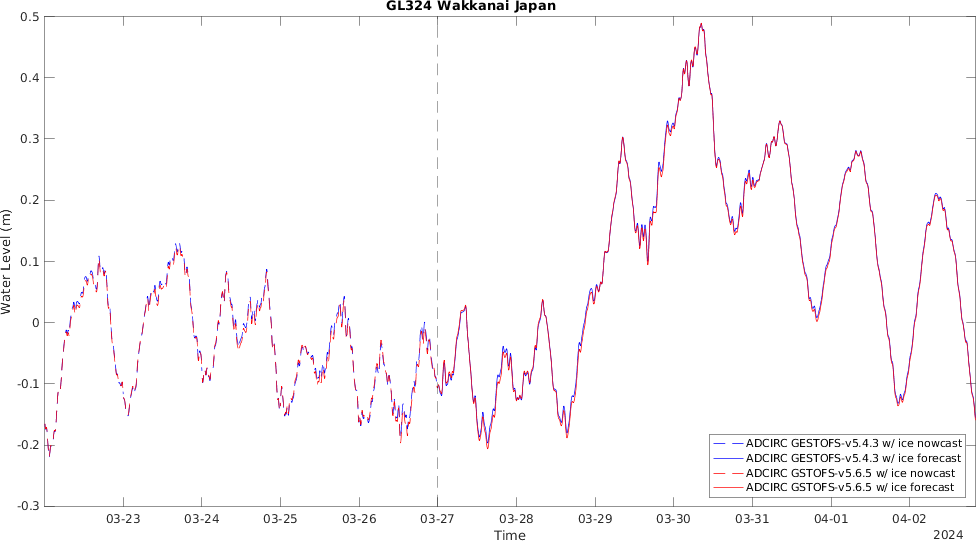 GL324 Wakkanai Japan
0.5
0.4
0.3
0.2
0.1
0
-0.1
-0.2
-0.3
Water Level (m)
ADCIRC GESTOFS-v5.4.3 w/ ice nowcast
ADCIRC GESTOFS-v5.4.3 w/ ice forecast
ADCIRC GSTOFS-v5.6.5 w/ ice nowcast
ADCIRC GSTOFS-v5.6.5 w/ ice forecast
03-23 03-24 03-25 03-26 03-27 03-28 03-29 03-30 03-31 04-01 04-02
Time
2024